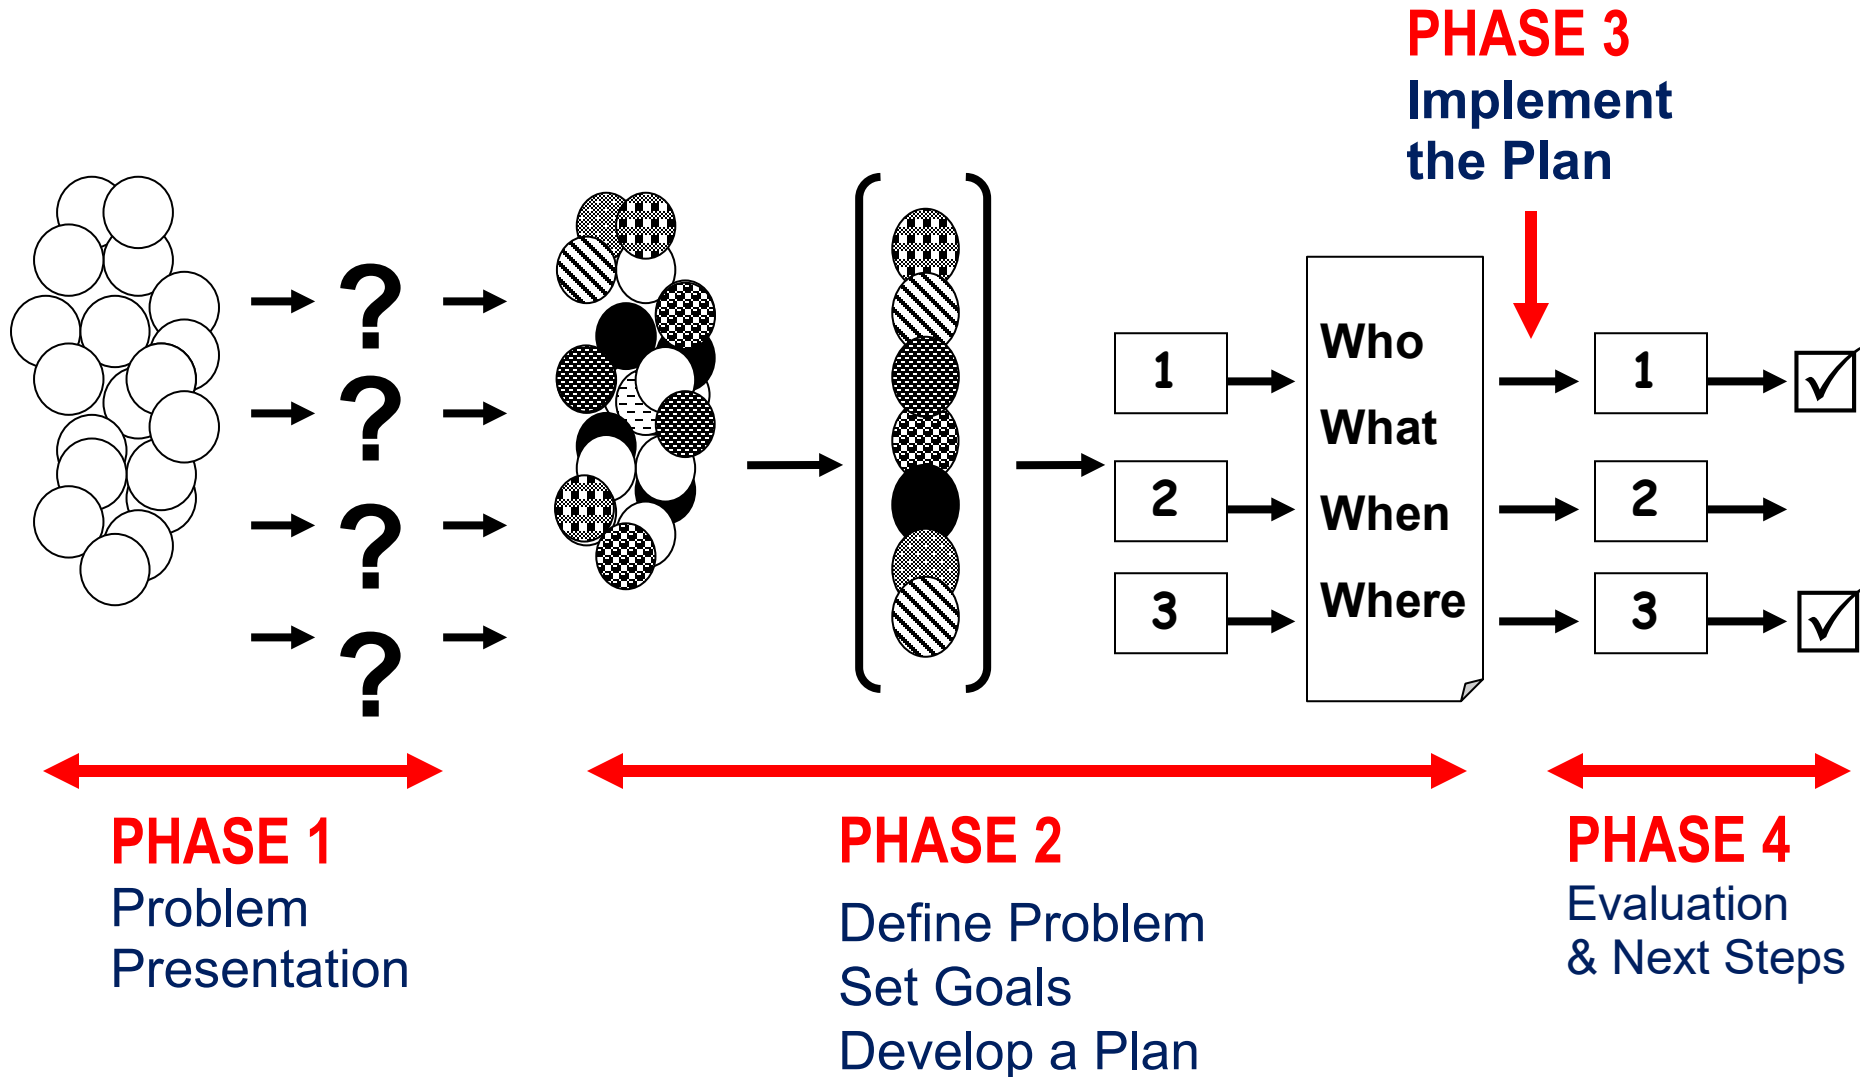 PHASE 3
Implement
the Plan
?
?
?
?
1
2
3
Who
What
When
Where
1
2
3
PHASE 1
Problem
Presentation
PHASE 2
Define Problem
Set Goals
Develop a Plan
PHASE 4
Evaluation
& Next Steps